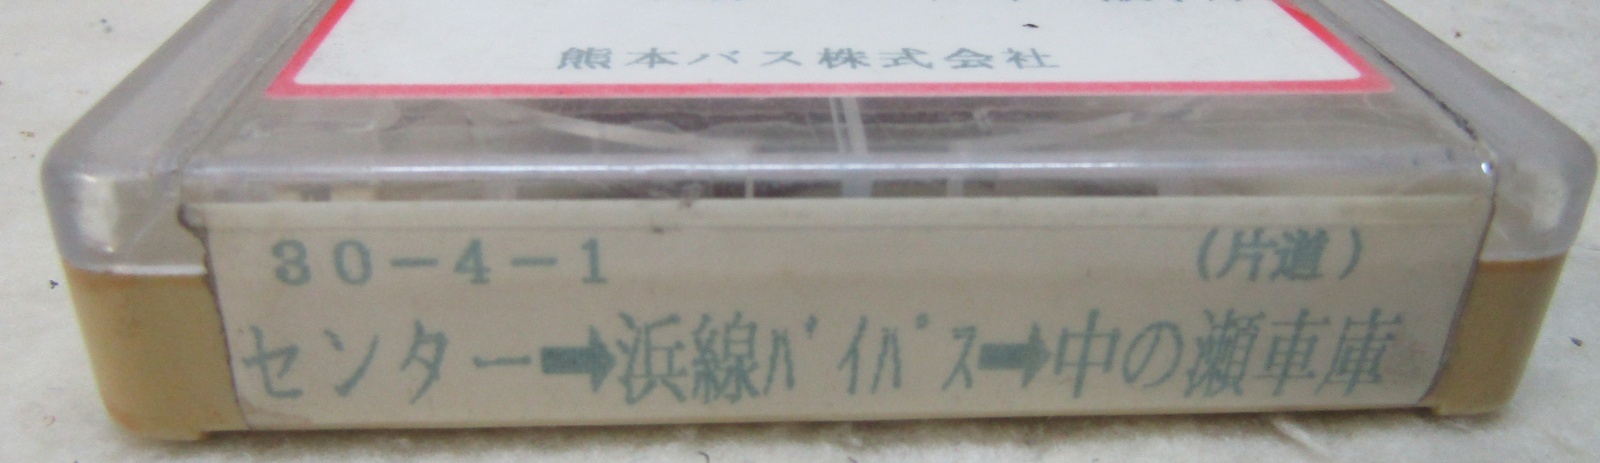 熊本バス株式会社
30-4-1 (片道)
センター➡浜線ﾊﾞｲﾊﾟｽ➡中の瀬車庫